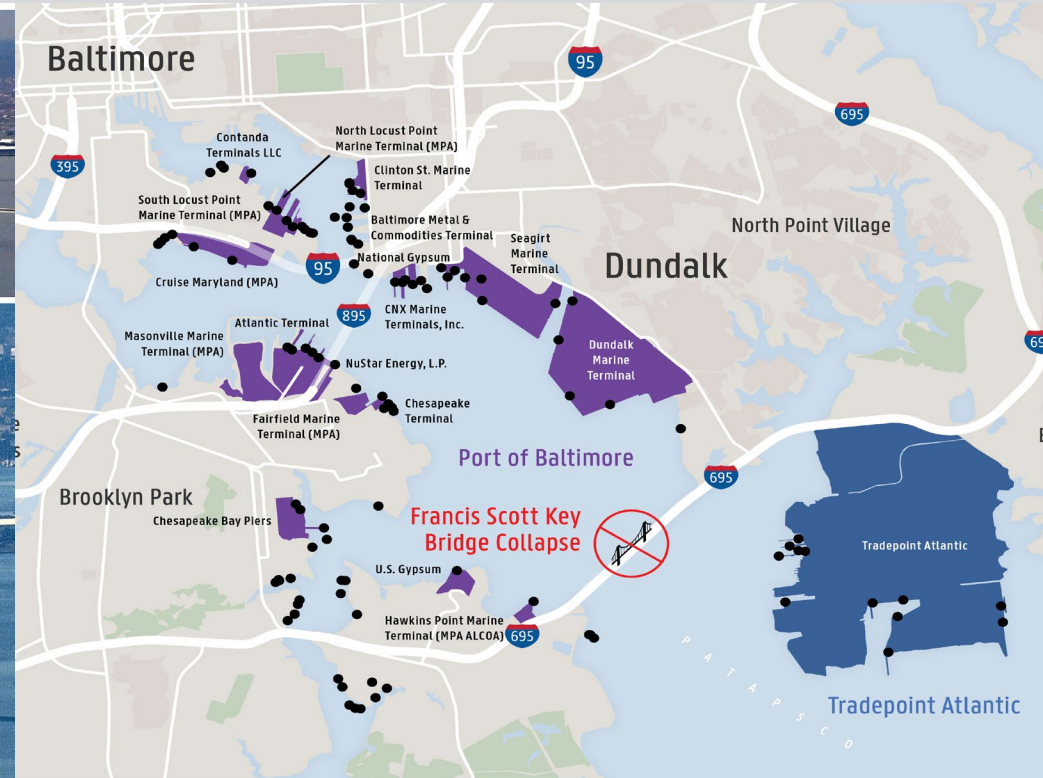 Baltimore
95
695
395
Contanda
Terminals LLC
North Locust Point
Marine Terminal (MPA)
Clinton St. Marine
Terminal
South Locust Point
Marine Terminal (MPA)
Baltimore Metal &
Commodities Terminal
Seagirt
Marine
Terminal
North Point Village
Dundalk
National Gypsum
95
Cruise Maryland (MPA)
CNX Marine
Terminals, Inc.
895
Atlantic Terminal
Masonville Marine
Terminal (MPA)
NuStar Energy, L.P.
Dundalk
Marine
Terminal
Chesapeake
Terminal
Fairfield Marine
Terminal (MPA)
Port of Baltimore
695
Brooklyn Park
Chesapeake Bay Piers
Francis Scott Key
Bridge Collapse
Tradepoint Atlantic
U.S. Gypsum
Hawkins Point Marine
Terminal (MPA ALCOA)
695
PATAPSCO
Tradepoint Atlantic